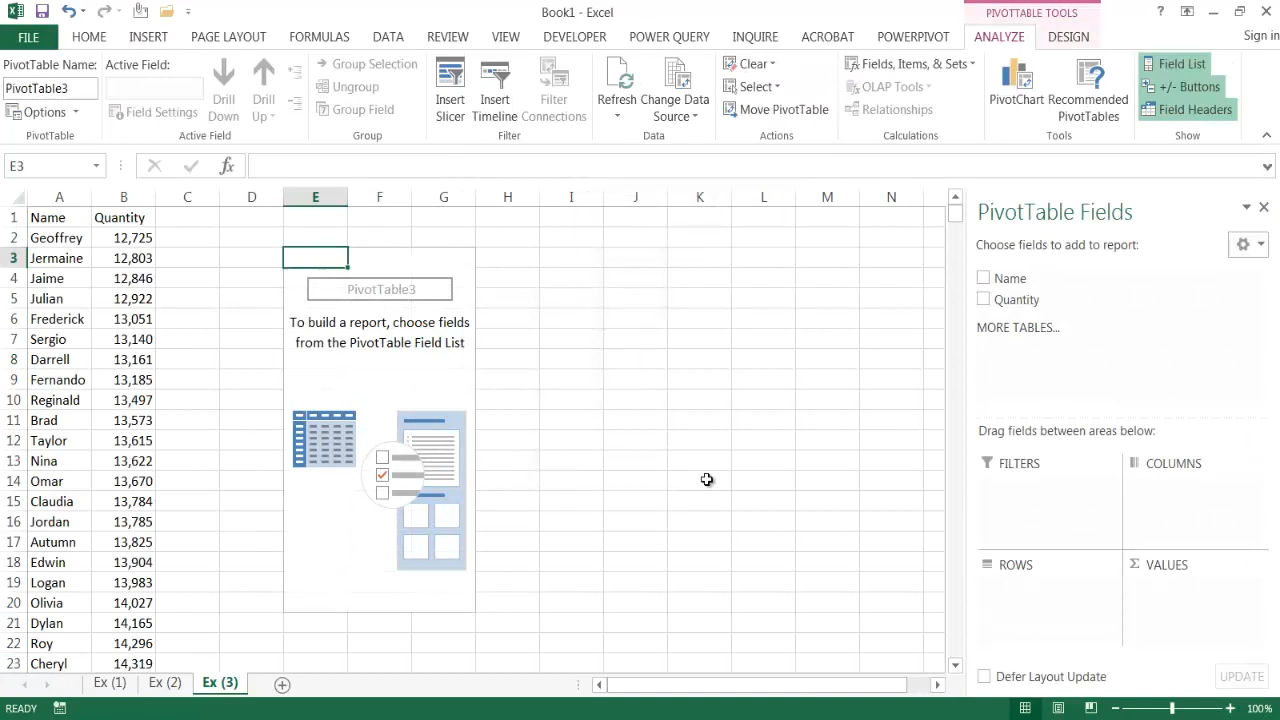 Book1 - Excel
PIVOTTABLE TOOLS
?
Sign in
FILE HOME INSERT PAGE LAYOUT FORMULAS DATA REVIEW VIEW DEVELOPER POWER QUERY INQUIRE ACROBAT POWERPIVOT ANALYZE DESIGN
PivotTable Name:
PivotTable3
Options
PivotTable
Active Field:
Field Settings
Drill Down
Drill Up
Active Field
Group Selection
Ungroup
Group Field
Group
Insert Slicer
Insert Timeline
Filter Connections
Filter
Refresh
Change Data Source
Data
Clear
Select
Move PivotTable
Actions
Fields, Items, & Sets
OLAP Tools
Relationships
Calculations
PivotChart
Recommended PivotTables
Tools
Field List
+/- Buttons
Field Headers
Show
E3
fx
A B C D E F G H I J K L M N
1 Name Quantity
2 Geoffrey 12,725
3 Jermaine 12,803
4 Jaime 12,846
5 Julian 12,922
6 Frederick 13,051
7 Sergio 13,140
8 Darrell 13,161
9 Fernando 13,185
10 Reginald 13,497
11 Brad 13,573
12 Taylor 13,615
13 Nina 13,622
14 Omar 13,670
15 Claudia 13,784
16 Jordan 13,785
17 Autumn 13,825
18 Edwin 13,904
19 Logan 13,983
20 Olivia 14,027
21 Dylan 14,165
22 Roy 14,296
23 Cheryl 14,319
PivotTable3
To build a report, choose fields
from the PivotTable Field List
PivotTable Fields
Choose fields to add to report:
Name
Quantity
MORE TABLES...
Drag fields between areas below:
FILTERS
COLUMNS
ROWS
Σ VALUES
Defer Layout Update
UPDATE
Ex (1) Ex (2) Ex (3)
READY
100%